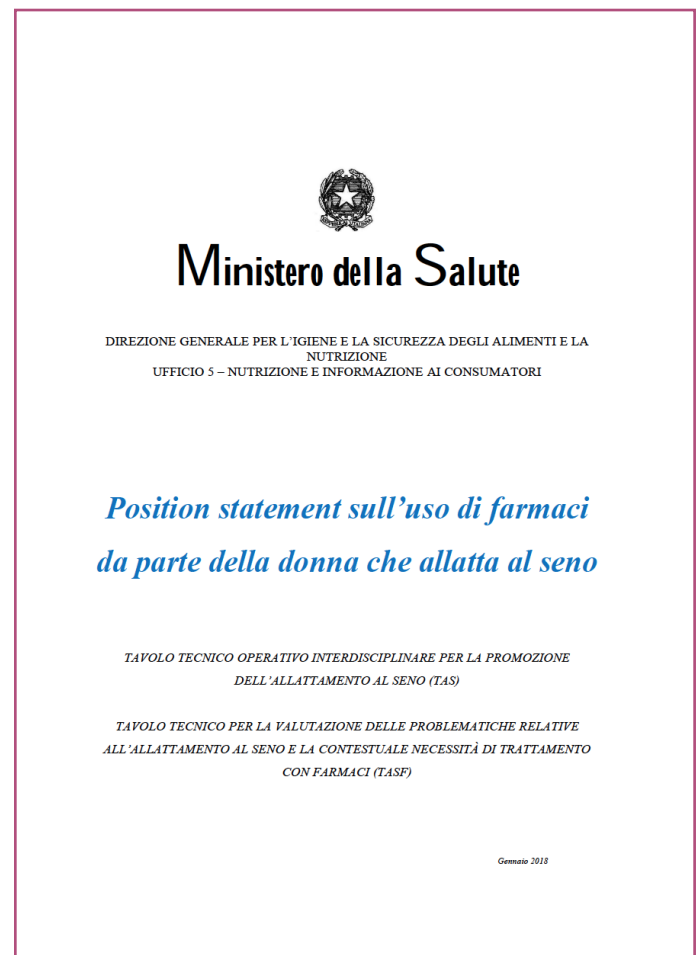 Ministero della Salute
DIREZIONE GENERALE PER L'IGIENE E LA SICUREZZA DEGLI ALIMENTI E LA
NUTRIZIONE
UFFICIO 5 – NUTRIZIONE E INFORMAZIONE AI CONSUMATORI
Position statement sull'uso di farmaci
da parte della donna che allatta al seno
TAVOLO TECNICO OPERATIVO INTERDISCIPLINARE PER LA PROMOZIONE
DELL'ALLATTAMENTO AL SENO (TAS)
TAVOLO TECNICO PER LA VALUTAZIONE DELLE PROBLEMATICHE RELATIVE
ALL'ALLATTAMENTO AL SENO E LA CONTESTUALE NECESSITÀ DI TRATTAMENTO
CON FARMACI (TASF)
Gennaio 2018